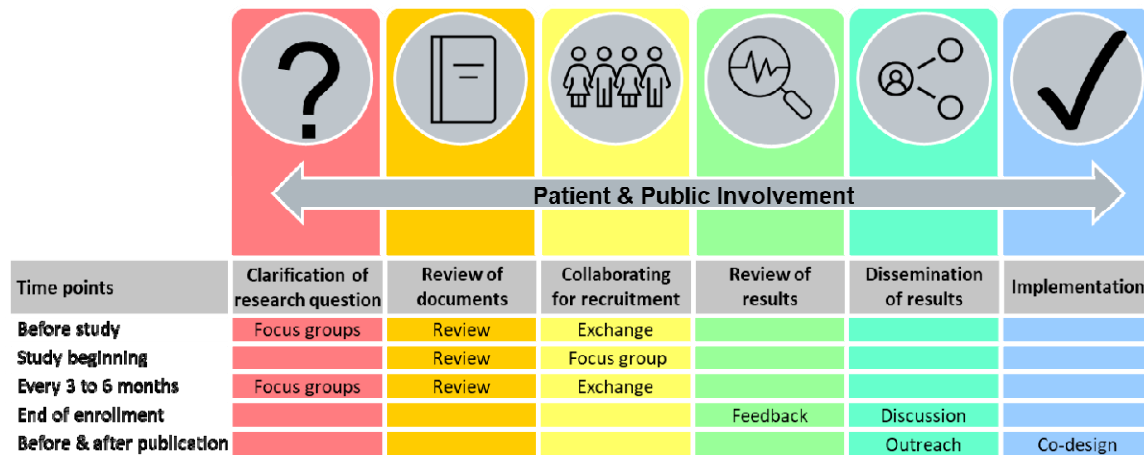 ?
Patient & Public Involvement
Time points
Clarification of
research question
Review of
documents
Collaborating
for recruitment
Review of
results
Dissemination
of results
Implementation
Before study Focus groups Review Exchange
Study beginning Review Focus group
Every 3 to 6 months Focus groups Review Exchange
End of enrollment Feedback Discussion
Before & after publication Outreach Co-design